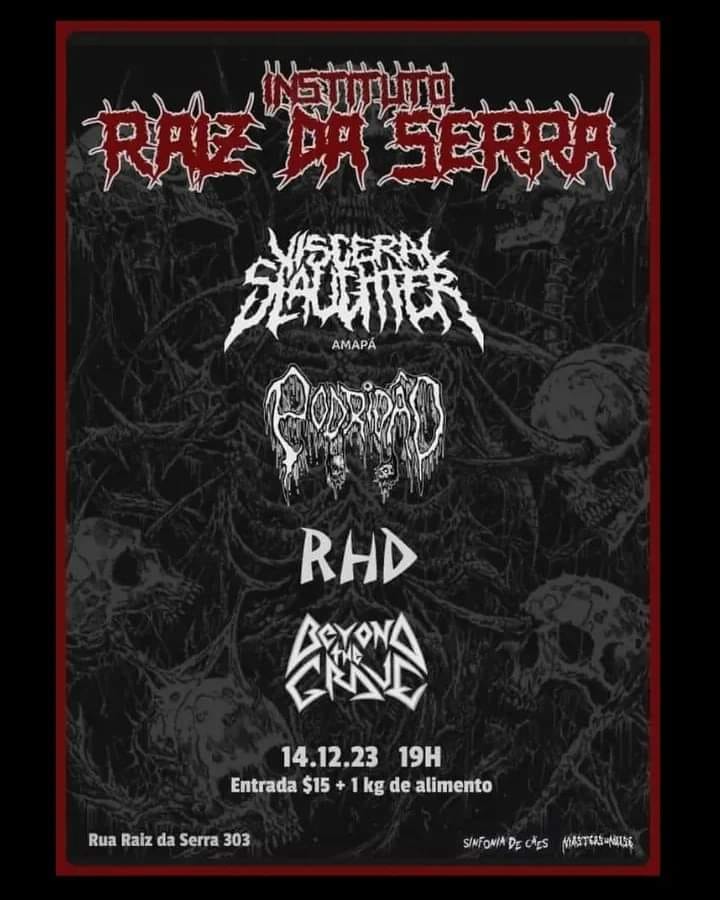 INSTITUTO
RAIZ DA SERRA
VISCERAL
SLAUGHTER
AMAPÁ
PODRIDÃO
RHD
BEYOND
THE
GRAVE
14.12.23 19H
Entrada $15 + 1 kg de alimento
Rua Raiz da Serra 303
SINFONIA DE CÃES